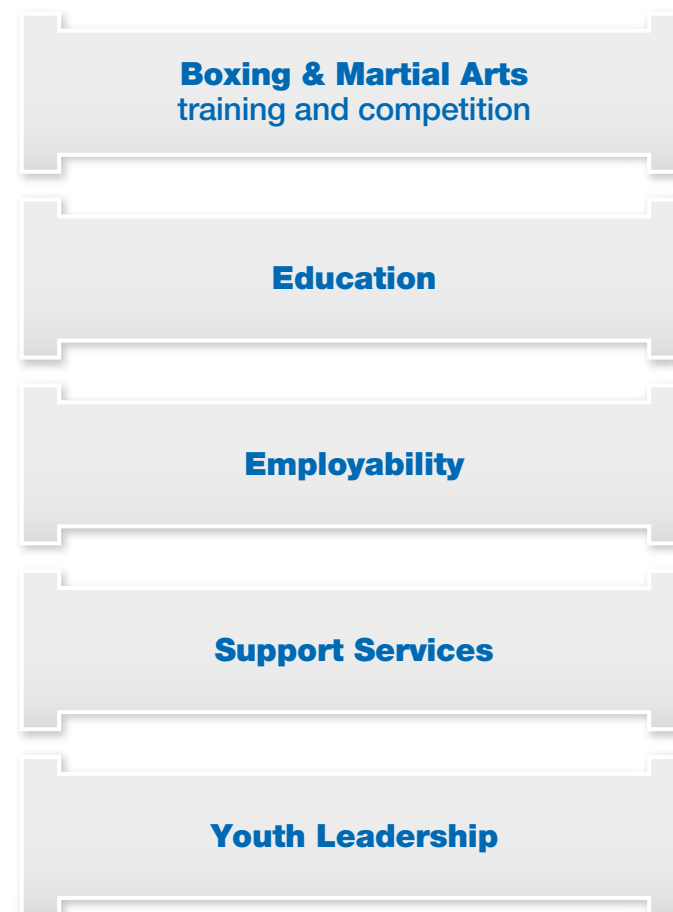 Boxing & Martial Arts
training and competition
Education
Employability
Support Services
Youth Leadership